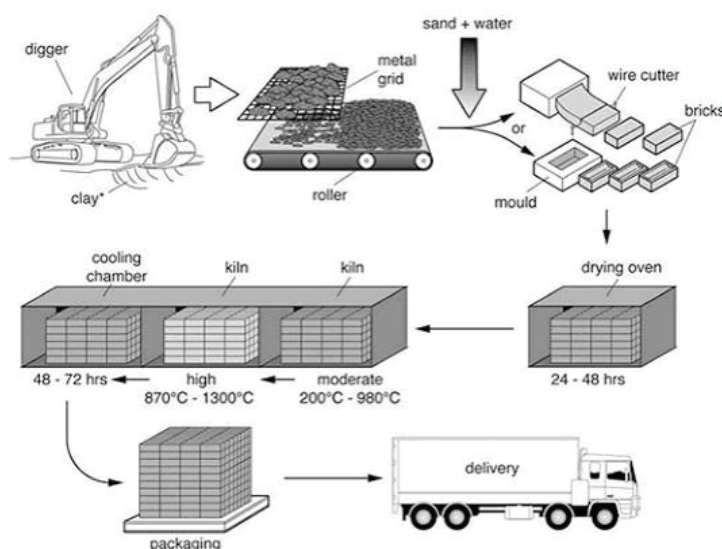 sand + water
digger
metal
grid
wire cutter
bricks
or
clay*
roller
mould
cooling
chamber
kiln
kiln
drying oven
48 - 72 hrs
high
870°C - 1300°C
moderate
200°C - 980°C
24 - 48 hrs
delivery
packaging